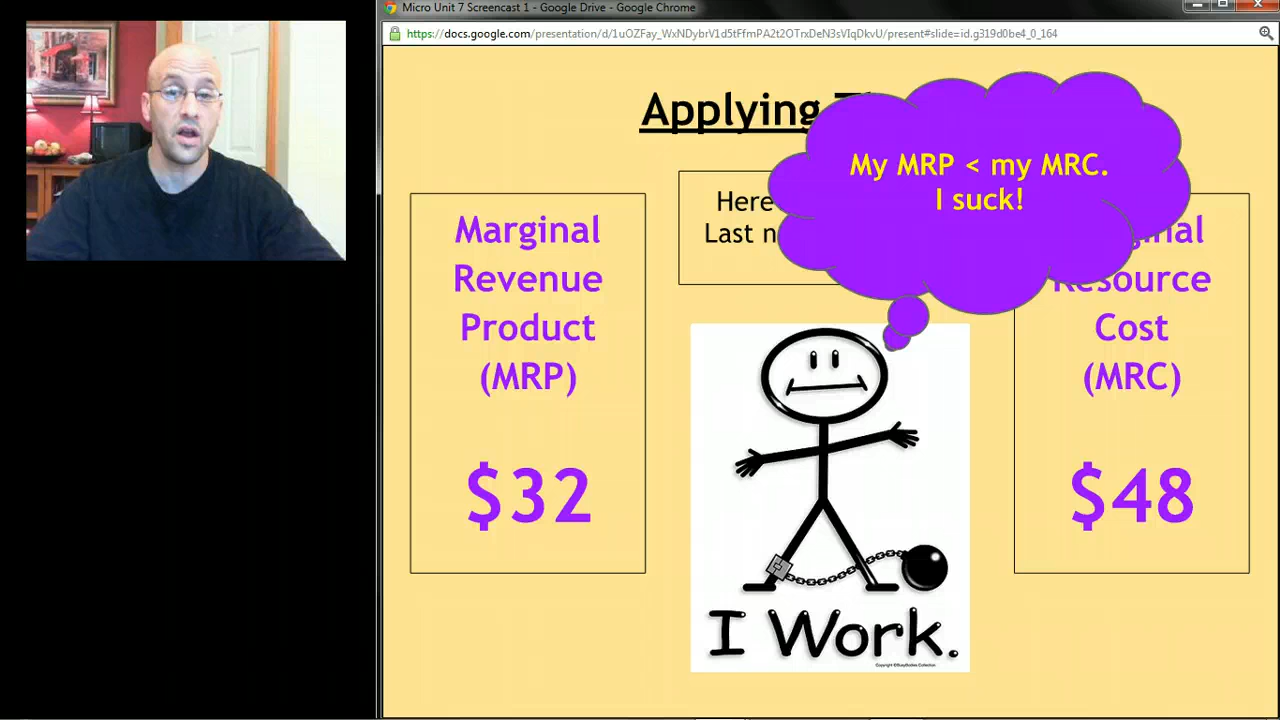 Micro Unit 7 Screencast 1 - Google Drive - Google Chrome
https://docs.google.com/presentation/d/1uOZFay_WxNDybrV1d5tFfmPA2t2OTrxDeN3sVIqDkvU/present#slide=id.g319d0be4_0_164
Applying
My MRP < my MRC.
I suck!
Here
Last
Marginal
Revenue
Product
(MRP)
$32
Resource
Cost
(MRC)
$48
I Work.